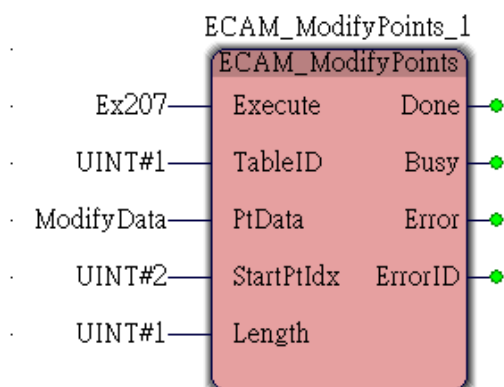 ECAM_ModifyPoints_1
ECAM_ModifyPoints
Ex207 Execute Done
UINT#1 TableID Busy
ModifyData PtData Error
UINT#2 StartPtIdx ErrorID
UINT#1 Length